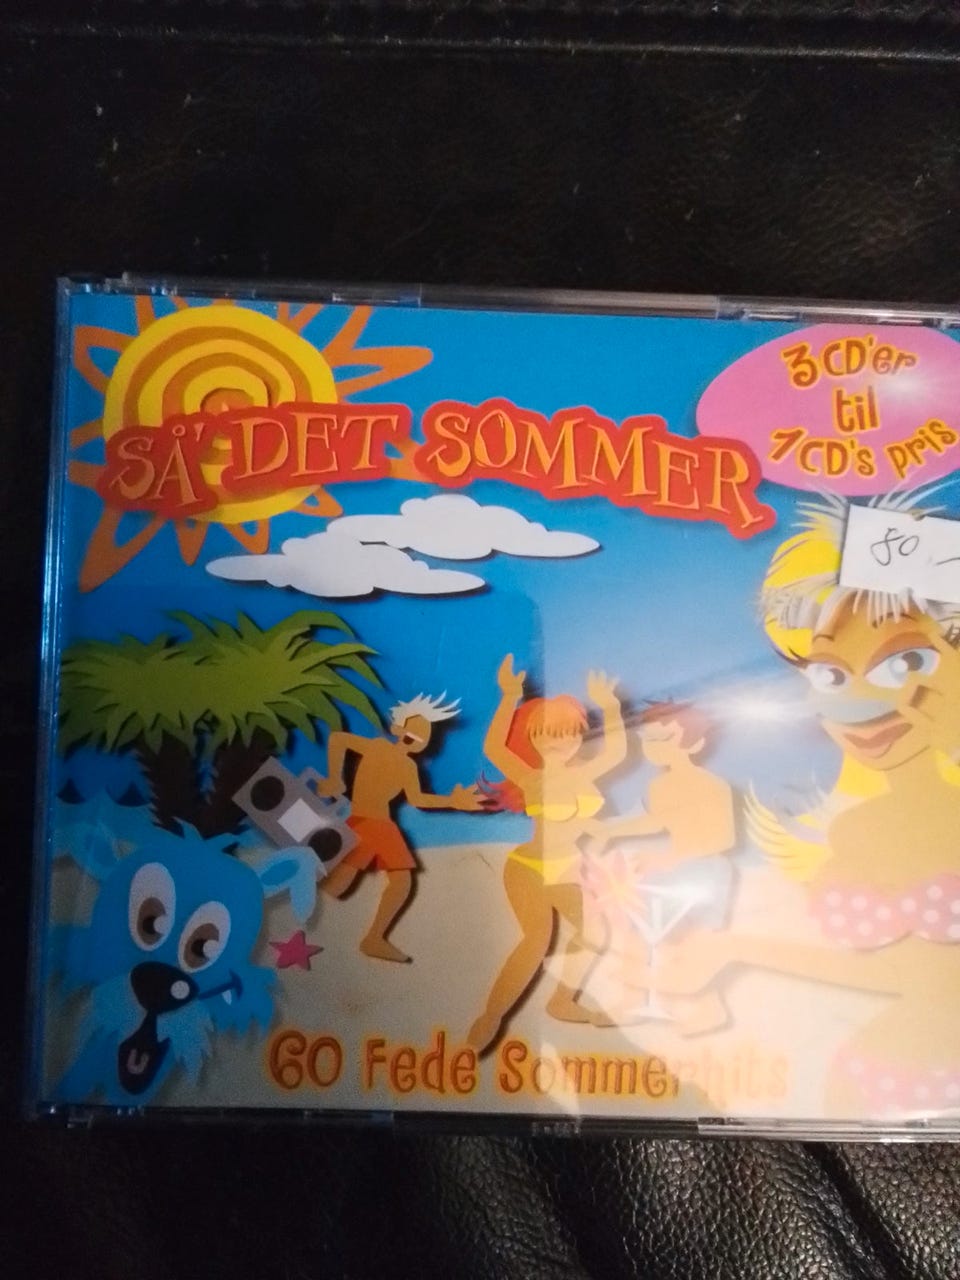 3 CD'er
til
1 CD's pris
SÅ' DET SOMMER
80,-
60 Fede Sommerhits